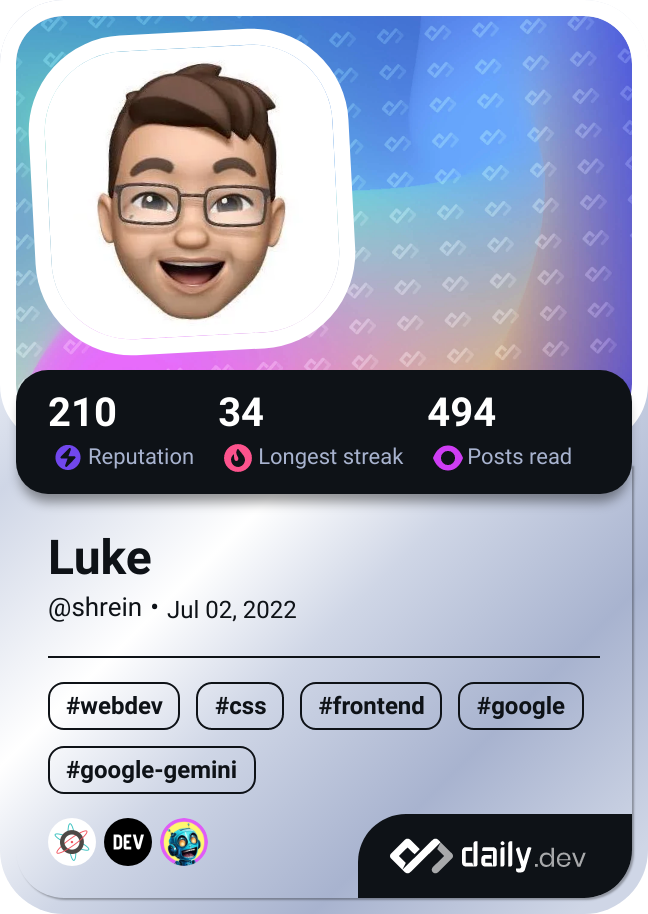 210 34 494
Reputation Longest streak Posts read
Luke
@shrein • Jul 02, 2022
#webdev #css #frontend #google
#google-gemini
DEV daily.dev